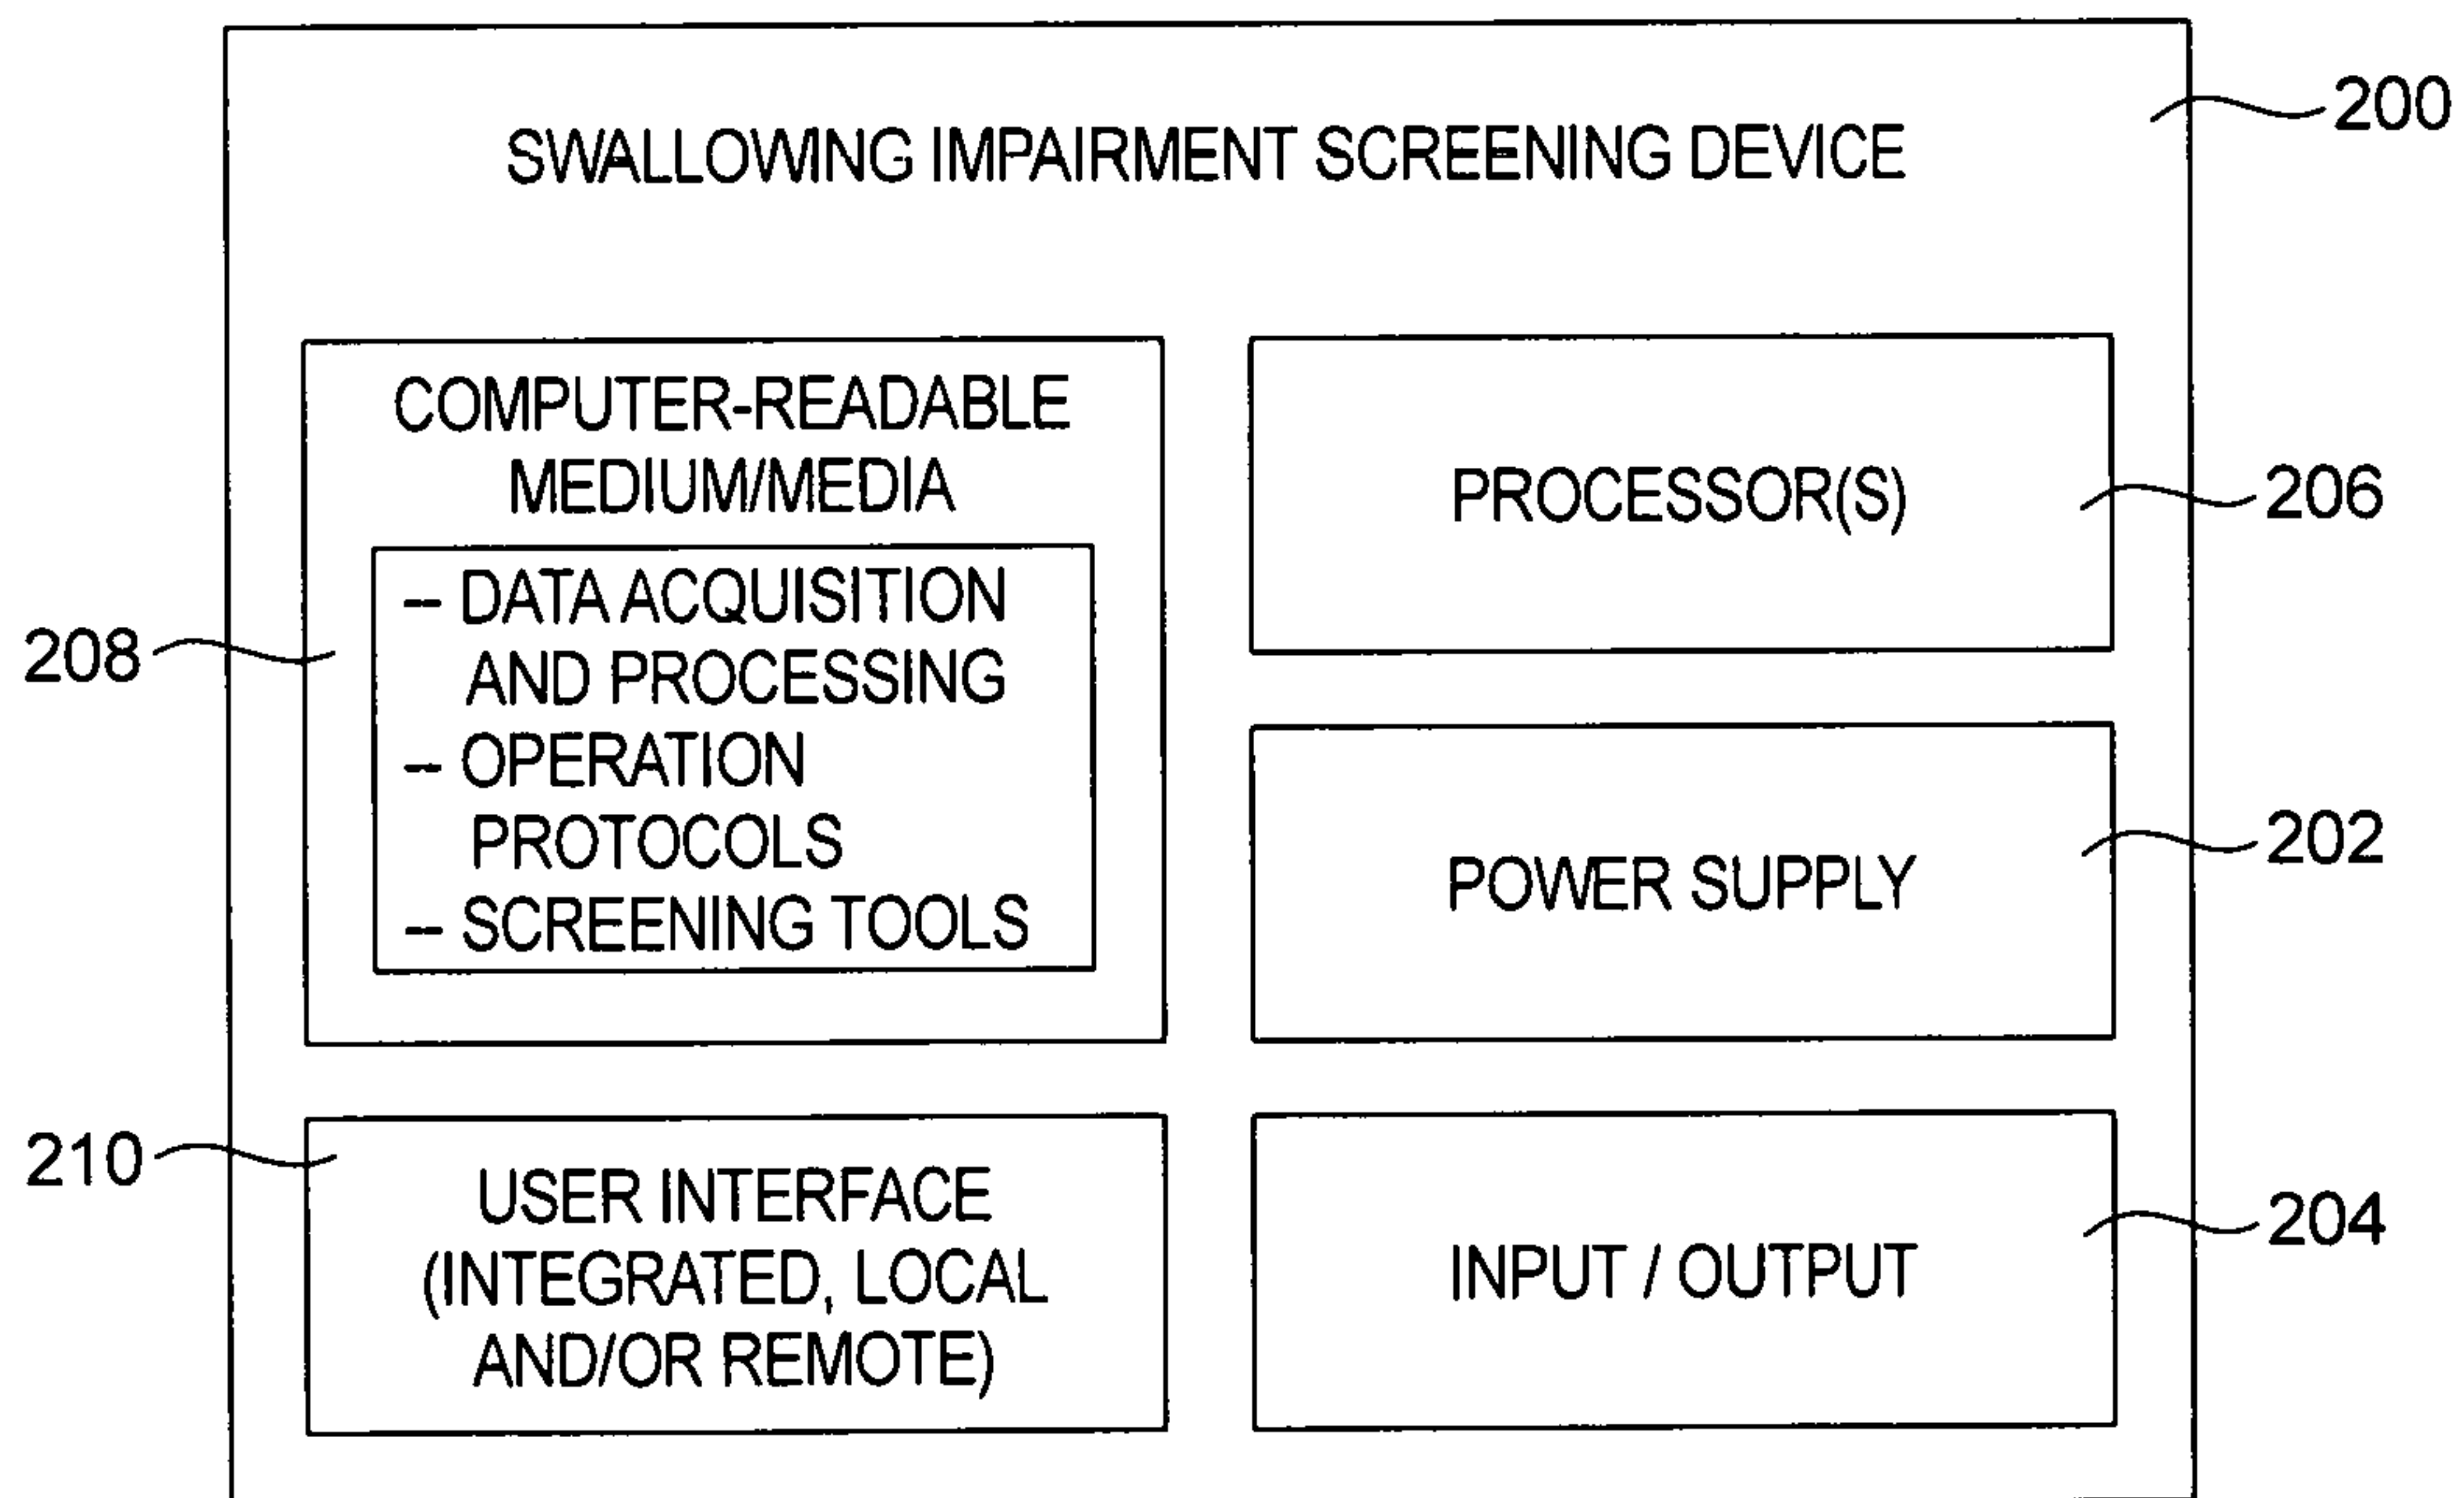 200
SWALLOWING IMPAIRMENT SCREENING DEVICE
COMPUTER-READABLE
MEDIUM/MEDIA
-- DATA ACQUISITION
AND PROCESSING
-- OPERATION
PROTOCOLS
-- SCREENING TOOLS
208
PROCESSOR(S)
206
POWER SUPPLY
202
210
USER INTERFACE
(INTEGRATED, LOCAL
AND/OR REMOTE)
INPUT / OUTPUT
204